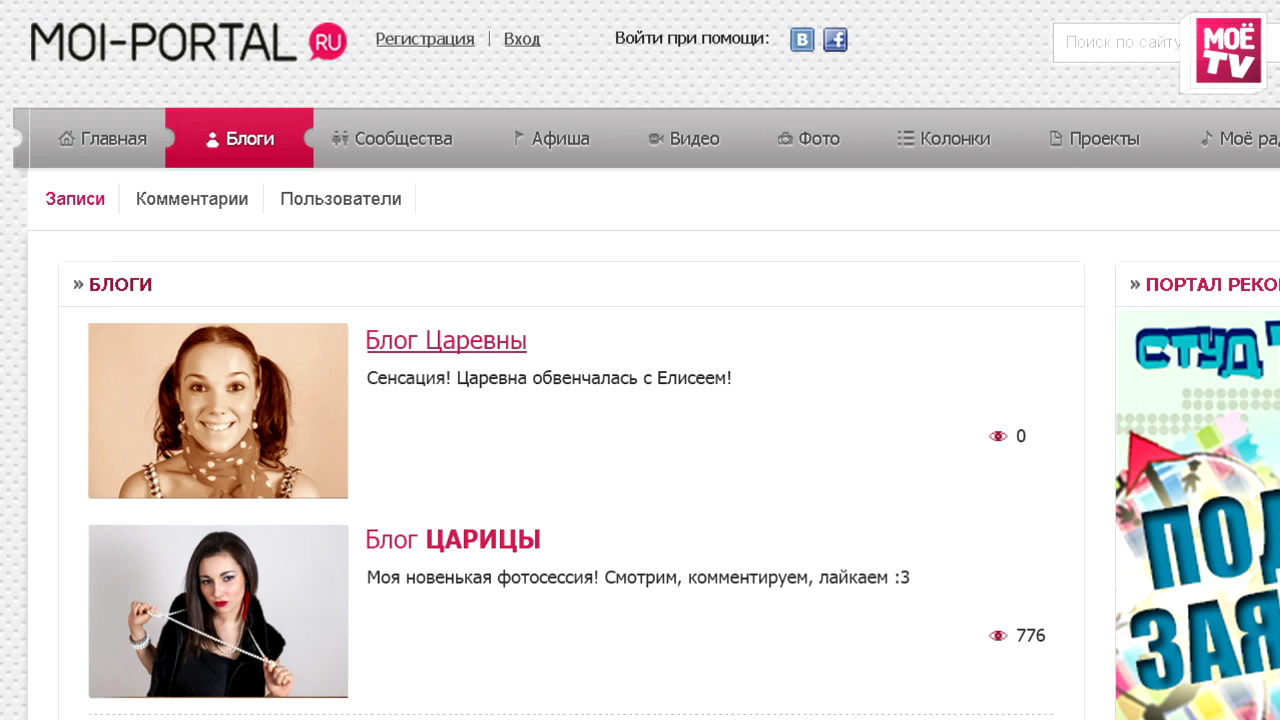 MOI-PORTAL RU
Регистрация | Вход
Войти при помощи:
Поиск по сайту
МОЁ TV
Главная Блоги Сообщества Афиша Видео Фото Колонки Проекты Моё
Записи Комментарии Пользователи
» БЛОГИ
Блог Царевны
Сенсация! Царевна обвенчалась с Елисеем!
0
Блог ЦАРИЦЫ
Моя новенькая фотосессия! Смотрим, комментируем, лайкаем :3
776
» ПОРТАЛ
СТУД